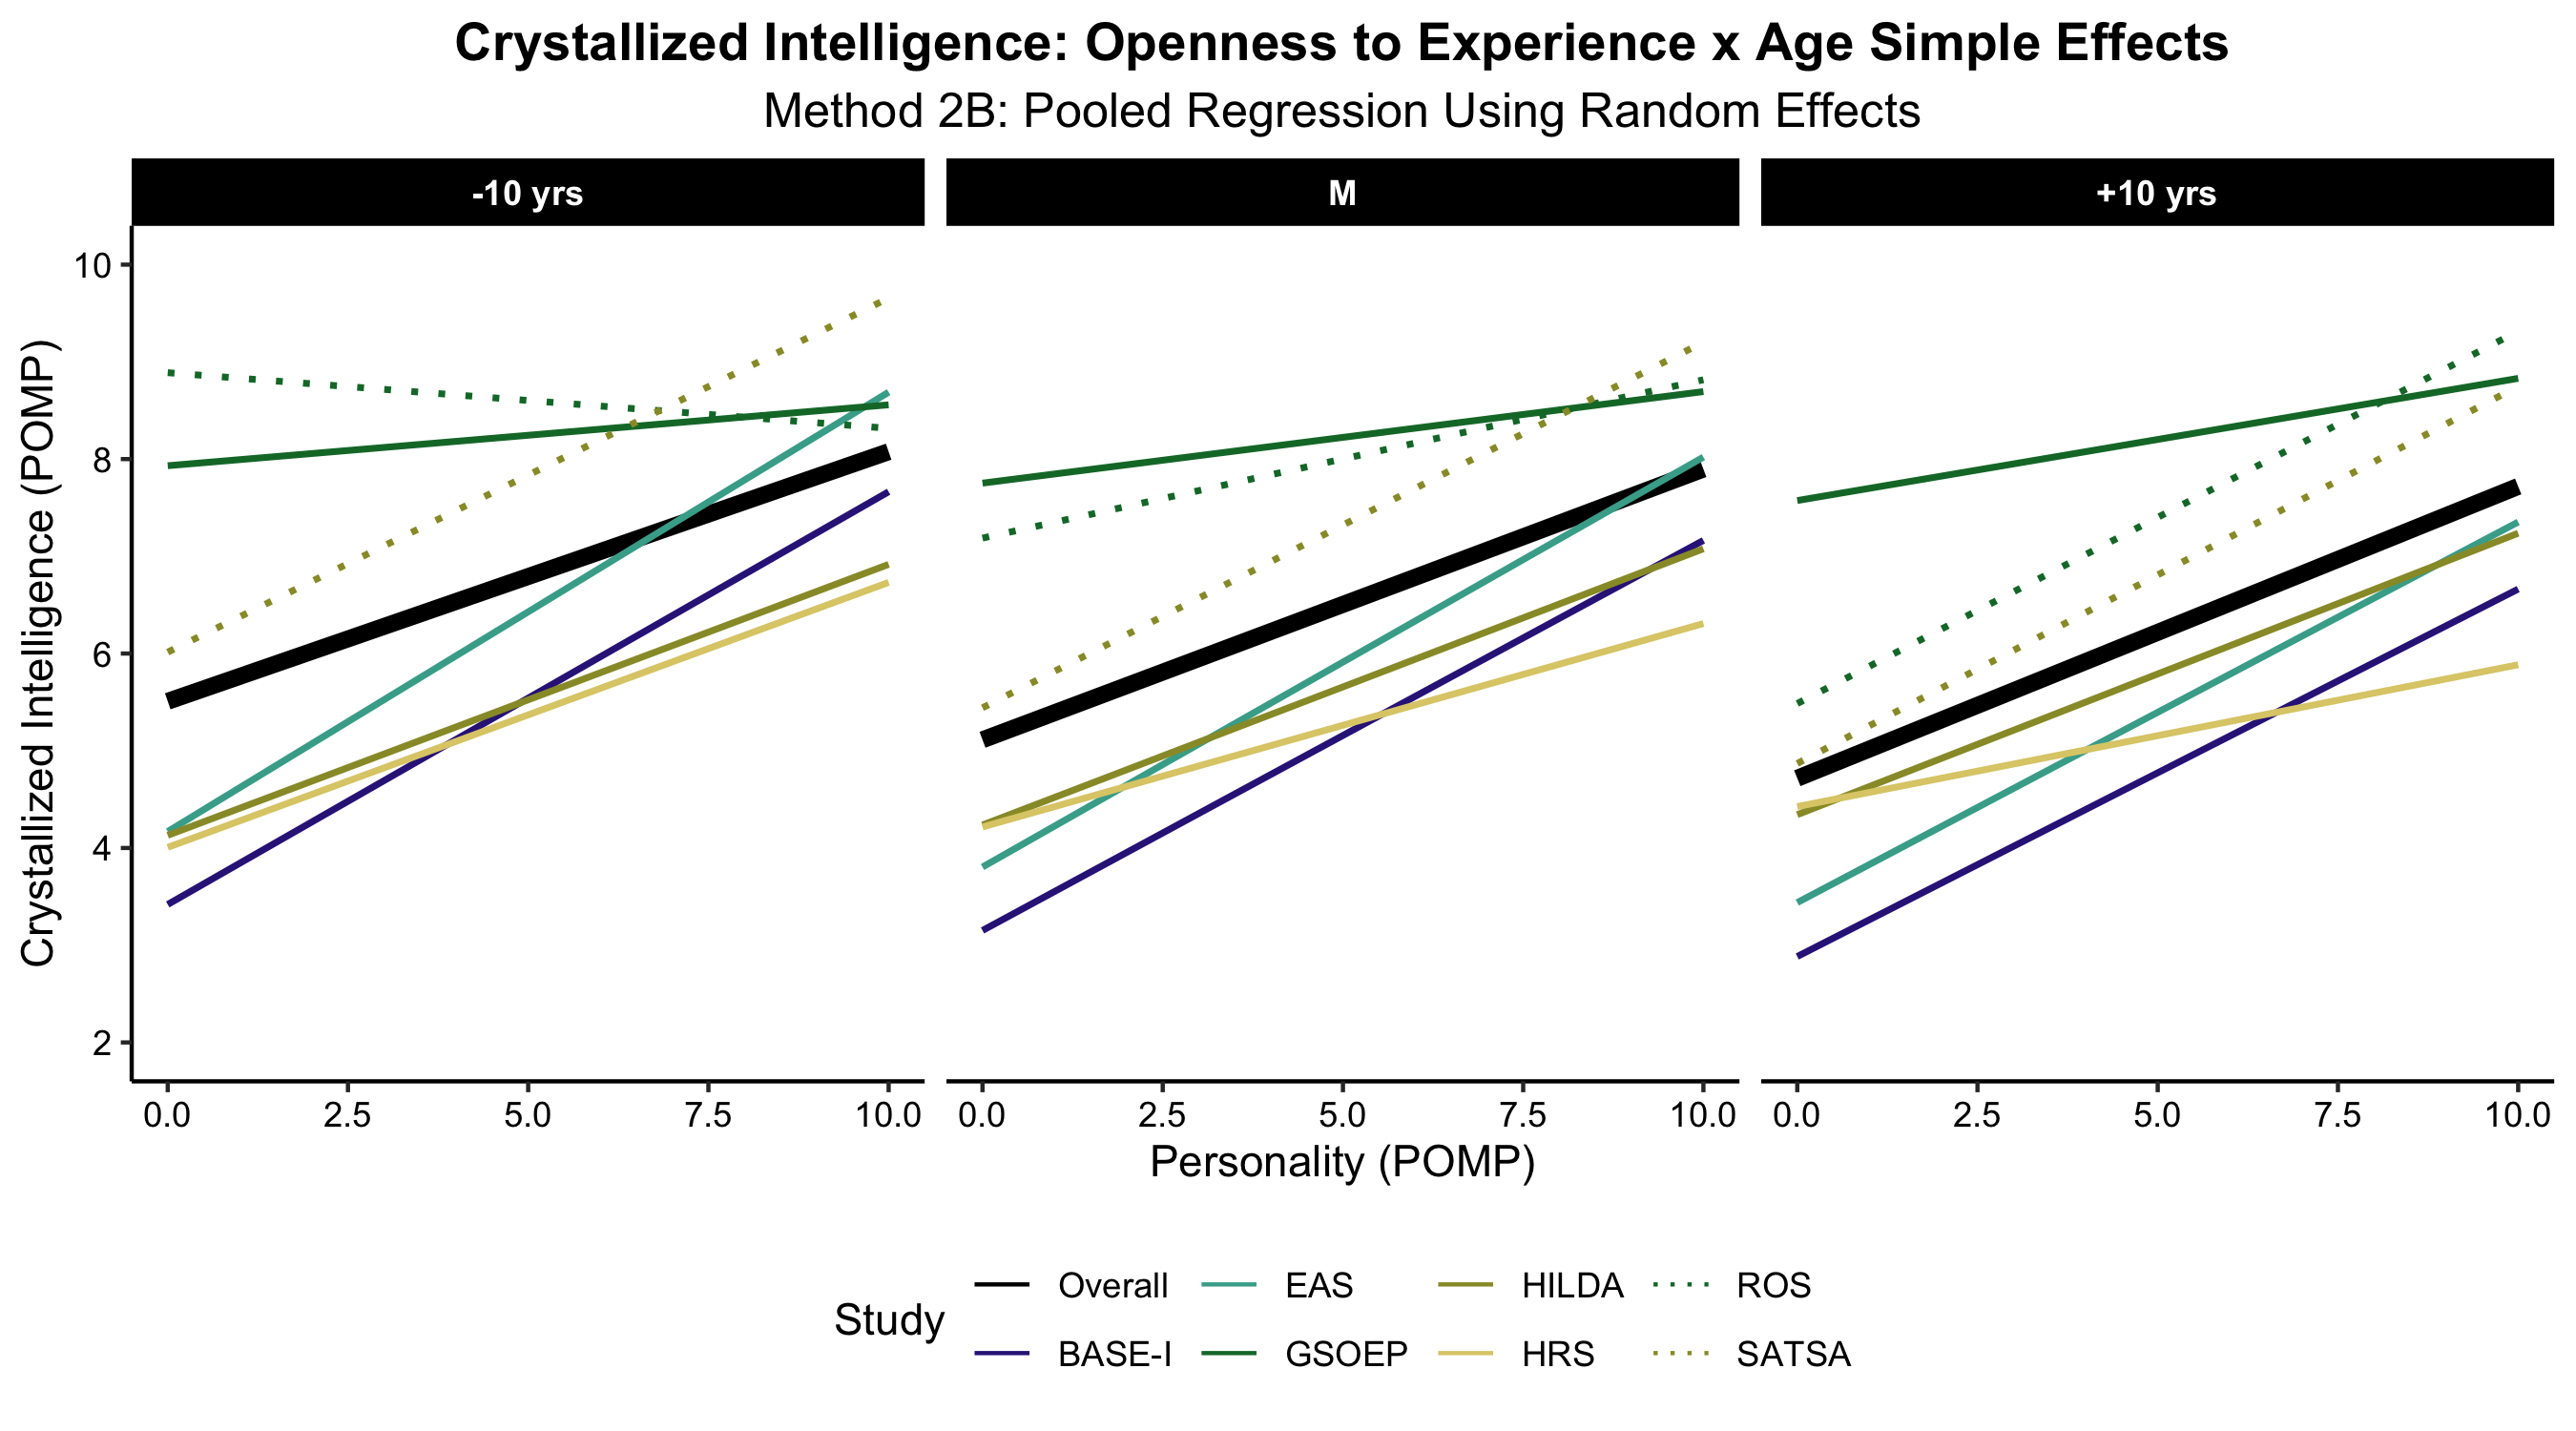 Crystallized Intelligence: Openness to Experience x Age Simple Effects
Method 2B: Pooled Regression Using Random Effects
-10 yrs M +10 yrs
Crystallized Intelligence (POMP)
10
8
6
4
2
0.0 2.5 5.0 7.5 10.0 0.0 2.5 5.0 7.5 10.0 0.0 2.5 5.0 7.5 10.0
Personality (POMP)
Study
Overall EAS HILDA ROS
BASE-I GSOEP HRS SATSA